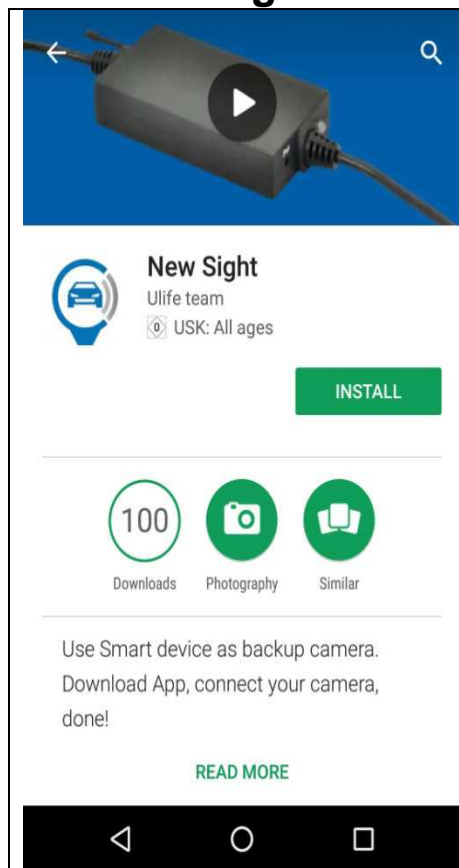 New Sight
Ulife team
0 USK: All ages
INSTALL
100
Downloads Photography Similar
Use Smart device as backup camera.
Download App, connect your camera,
done!
READ MORE